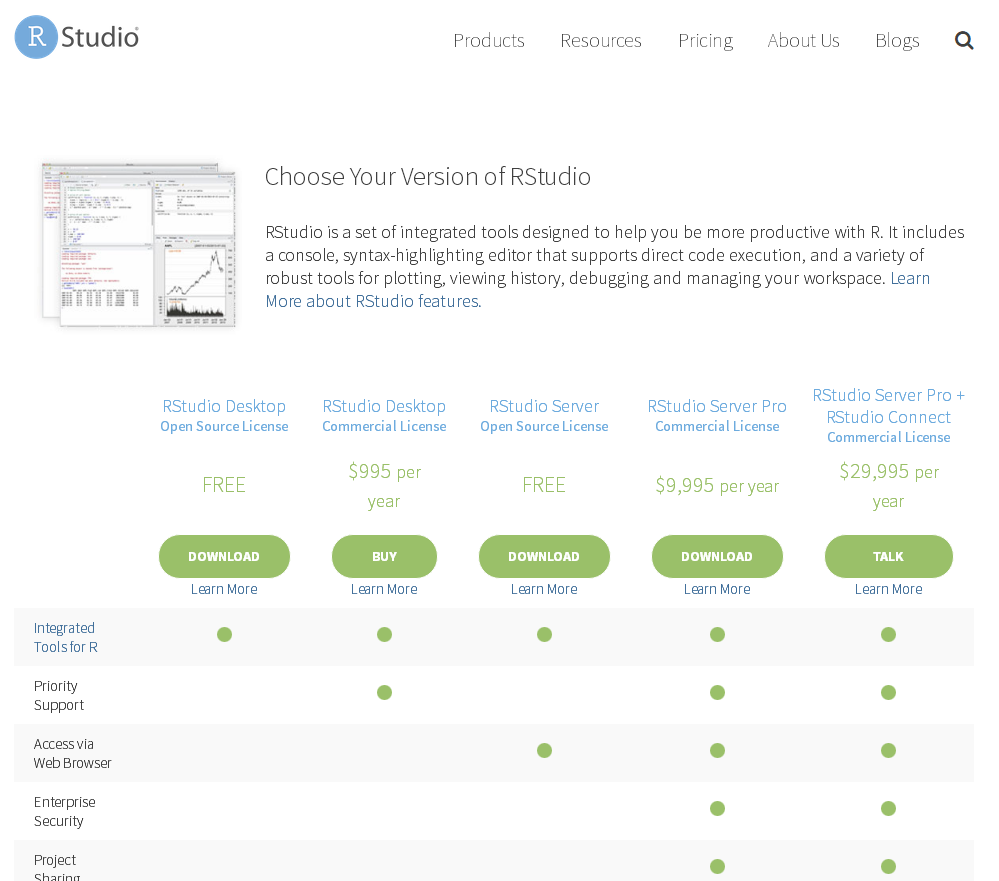 R Studio®
Products Resources Pricing About Us Blogs
Choose Your Version of RStudio
RStudio is a set of integrated tools designed to help you be more productive with R. It includes
a console, syntax-highlighting editor that supports direct code execution, and a variety of
robust tools for plotting, viewing history, debugging and managing your workspace. Learn
More about RStudio features.
RStudio Desktop
Open Source License
FREE
DOWNLOAD
Learn More
RStudio Desktop
Commercial License
$995 per
year
BUY
Learn More
RStudio Server
Open Source License
FREE
DOWNLOAD
Learn More
RStudio Server Pro
Commercial License
$9,995 per year
DOWNLOAD
Learn More
RStudio Server Pro +
RStudio Connect
Commercial License
$29,995 per
year
TALK
Learn More
Integrated
Tools for R
Priority
Support
Access via
Web Browser
Enterprise
Security
Project
Sharing